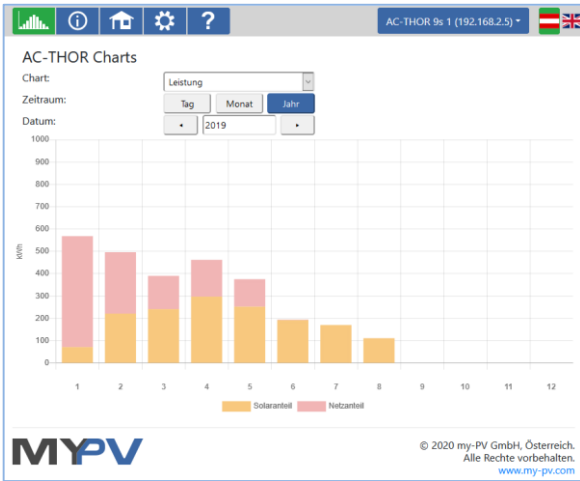 ?
AC-THOR 9s 1 (192.168.2.5)
AC-THOR Charts
Chart: Leistung
Zeitraum: Tag Monat Jahr
Datum: 2019
1000
900
800
700
600
500
400
300
200
100
0
kWh
1 2 3 4 5 6 7 8 9 10 11 12
Solaranteil Netzanteil
MYPV
© 2020 my-PV GmbH, Österreich.
Alle Rechte vorbehalten.
www.my-pv.com